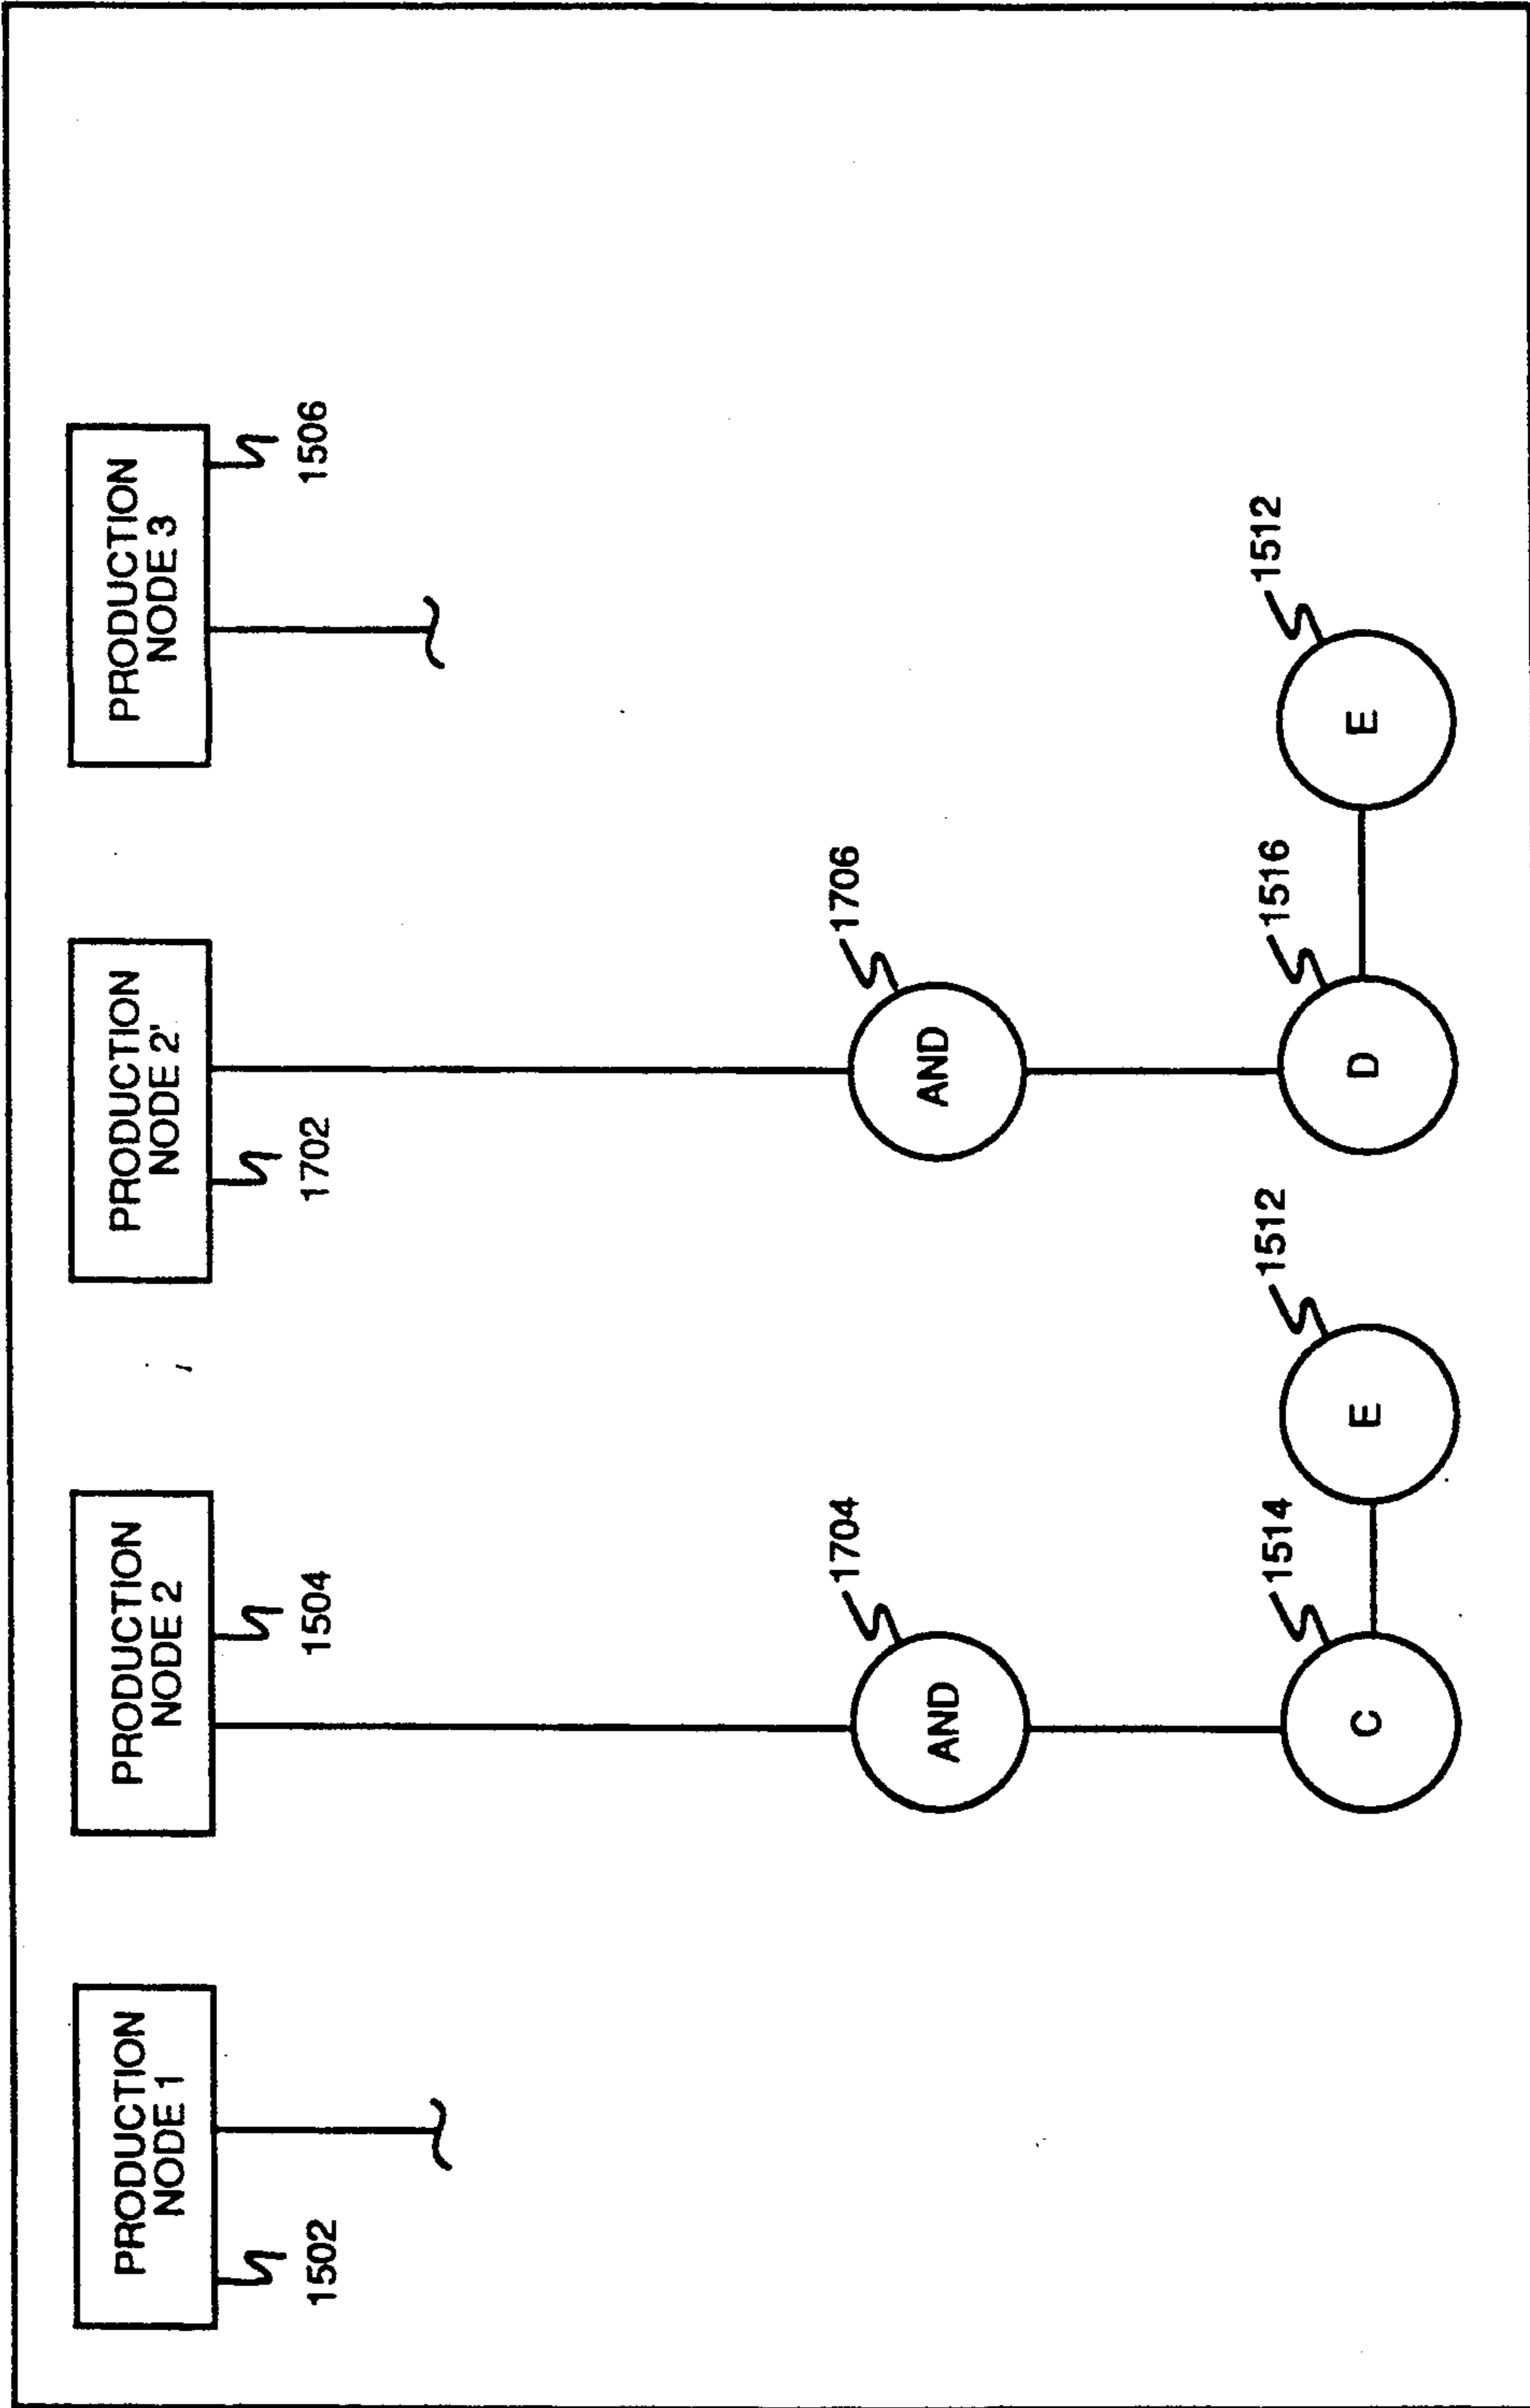 PRODUCTION
NODE 1
1502
PRODUCTION
NODE 2
1504
PRODUCTION
NODE 2'
1702
PRODUCTION
NODE 3
1506
AND
1704
AND
1706
C
1514
E
1512
D
1516
E
1512